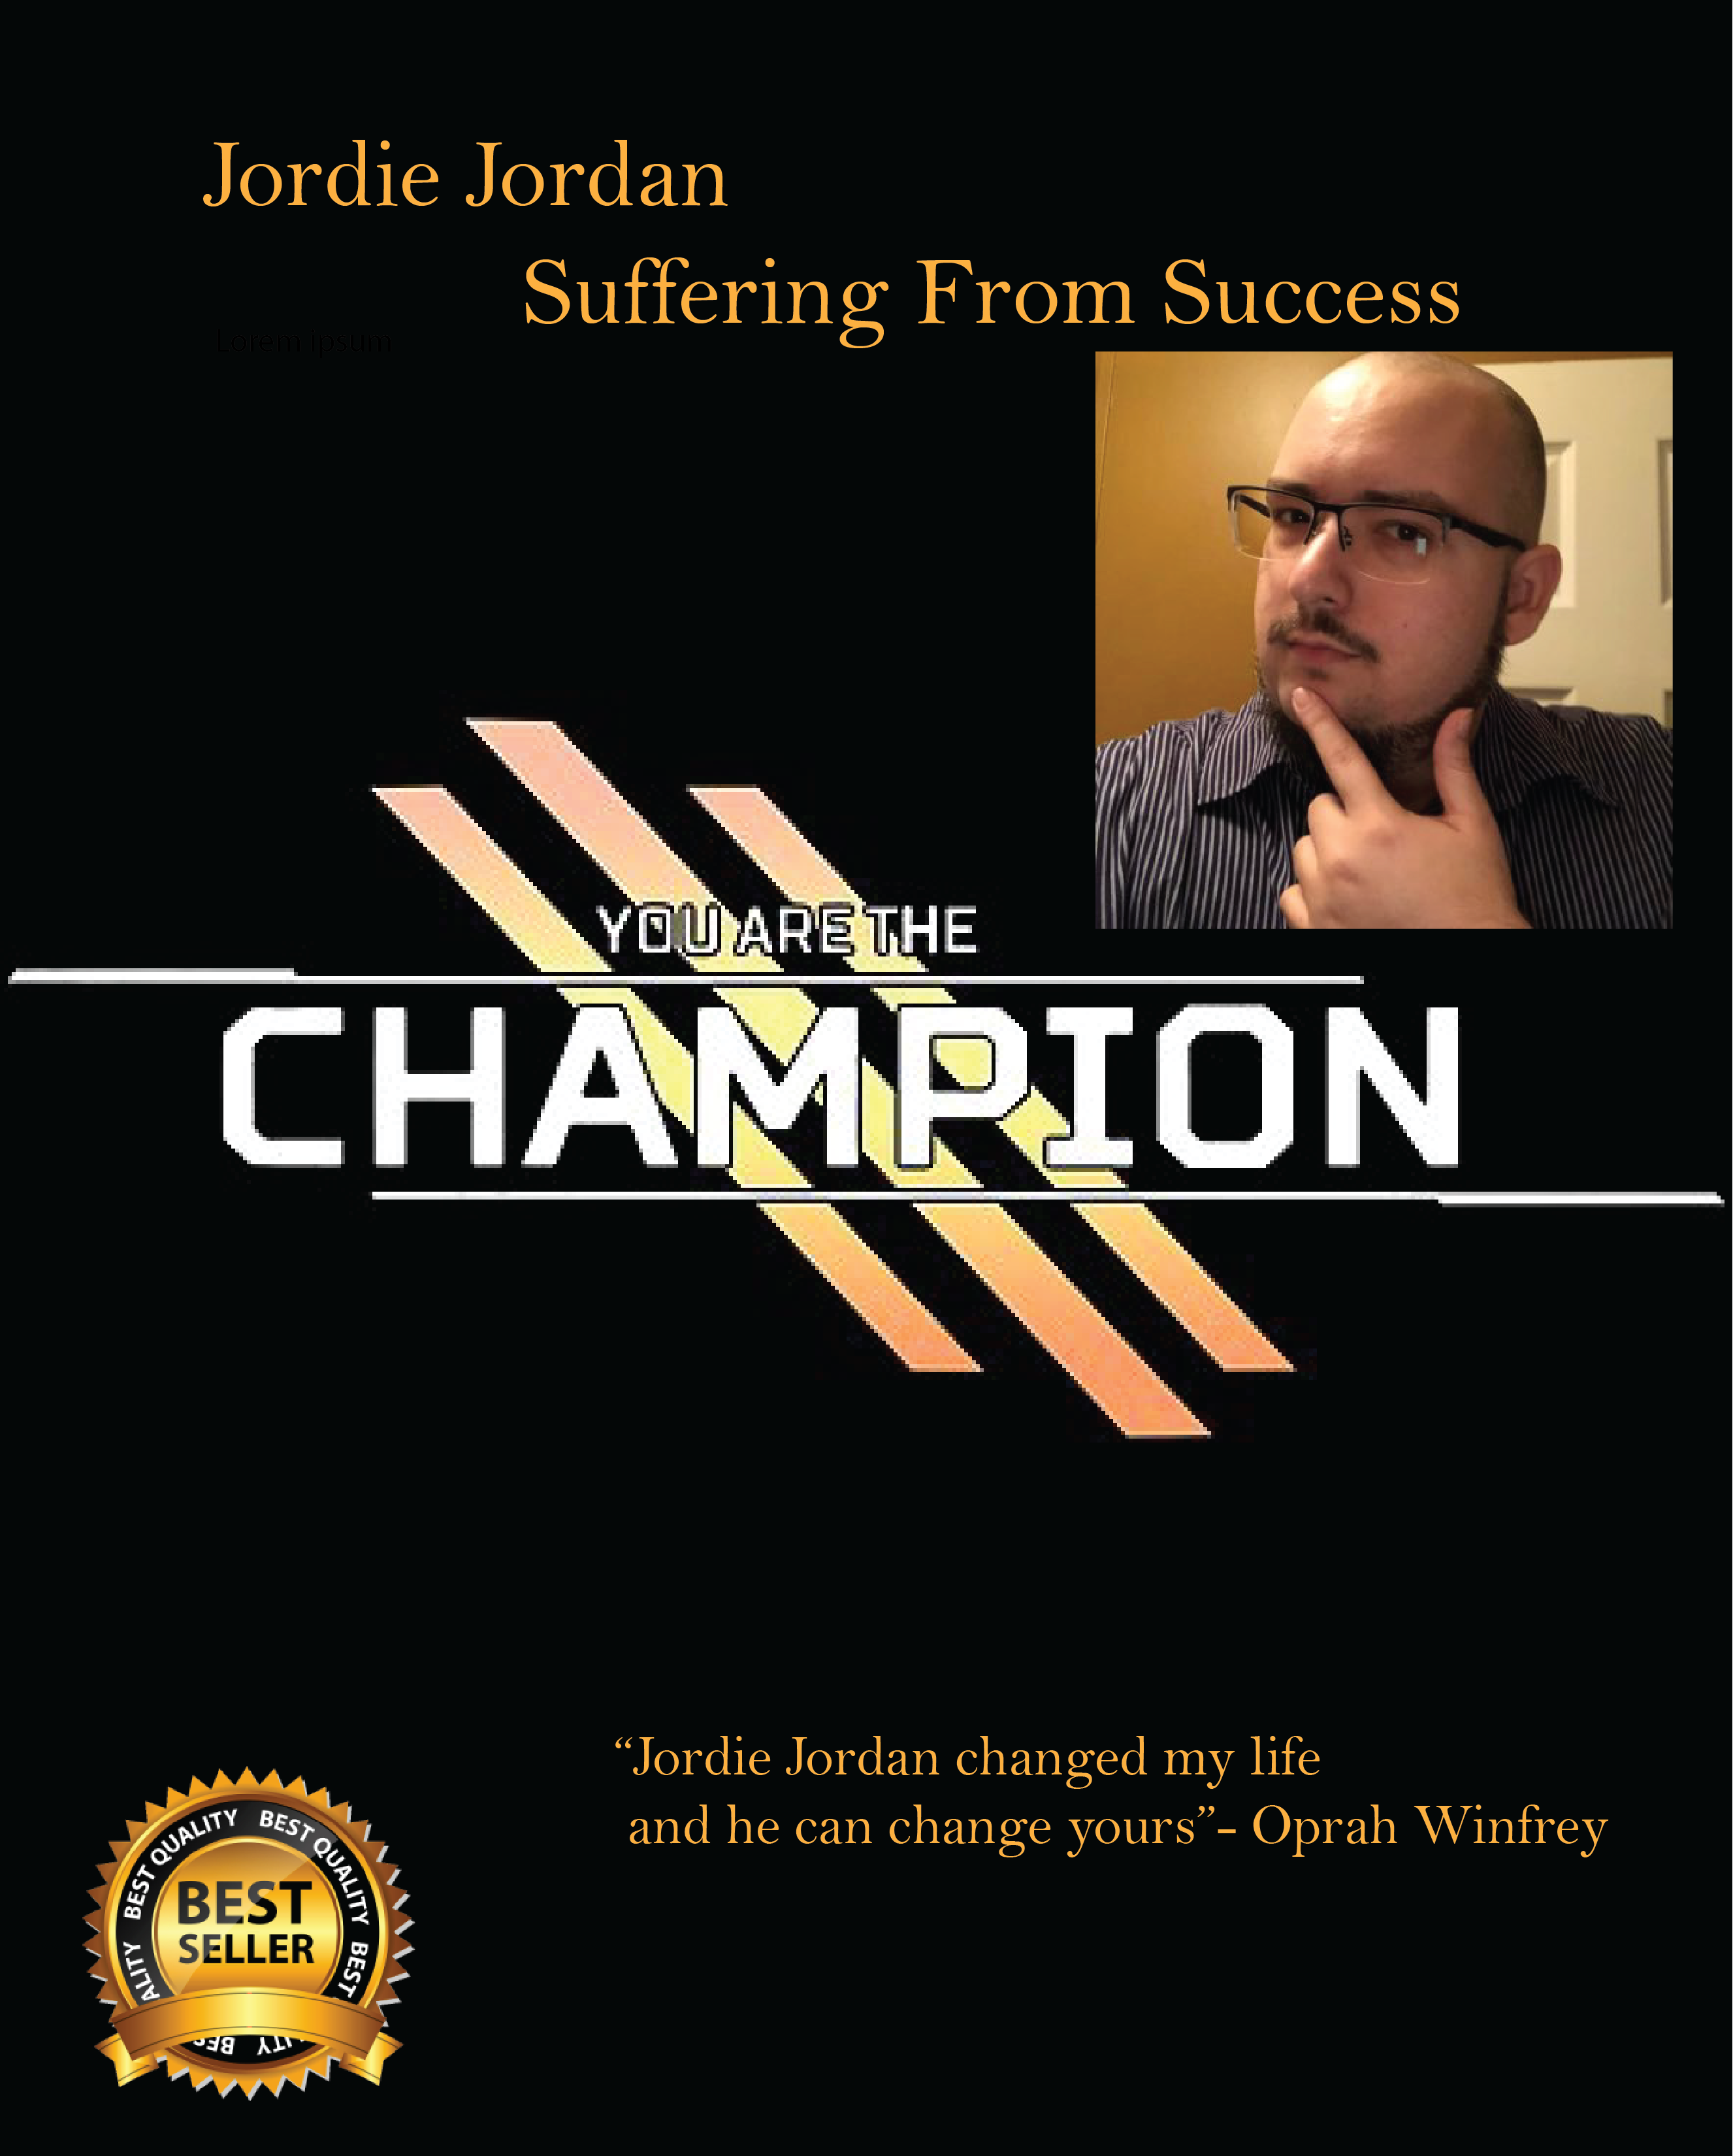 Jordie Jordan
Suffering From Success
Lorem ipsum
YOU ARE THE
CHAMPION
“Jordie Jordan changed my life
and he can change yours”- Oprah Winfrey
BEST QUALITY BEST QUALITY BEST
ALITY
BEST
SELLER